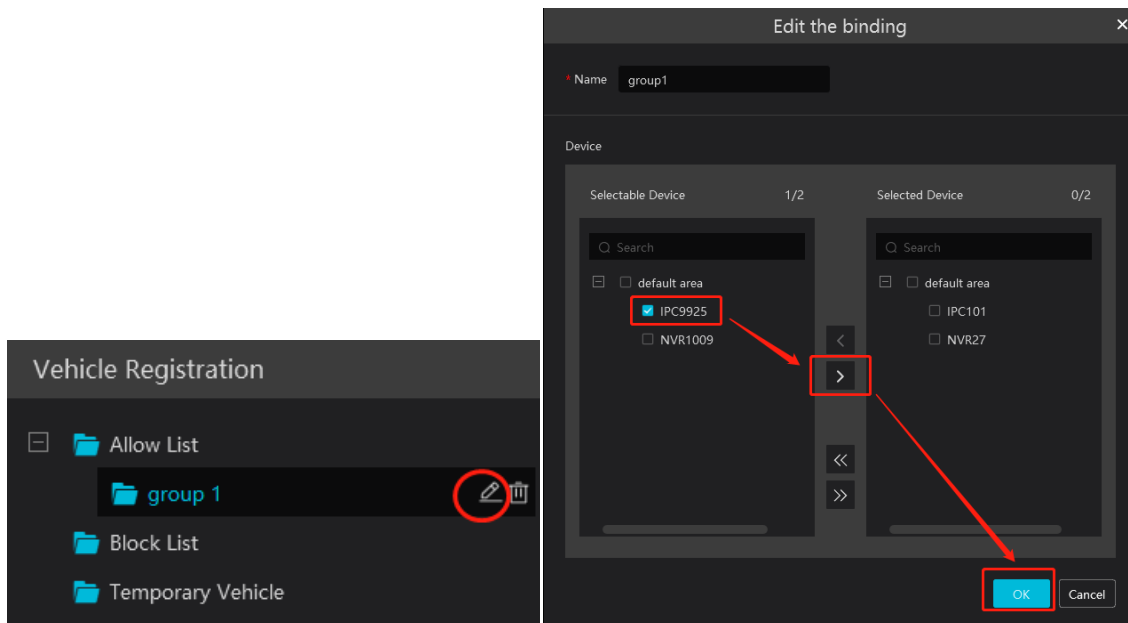 Vehicle Registration
Allow List
group 1
Block List
Temporary Vehicle
Edit the binding
* Name group1
Device
Selectable Device 1/2
Search
default area
IPC9925
NVR1009
Selected Device 0/2
Search
default area
IPC101
NVR27
OK Cancel